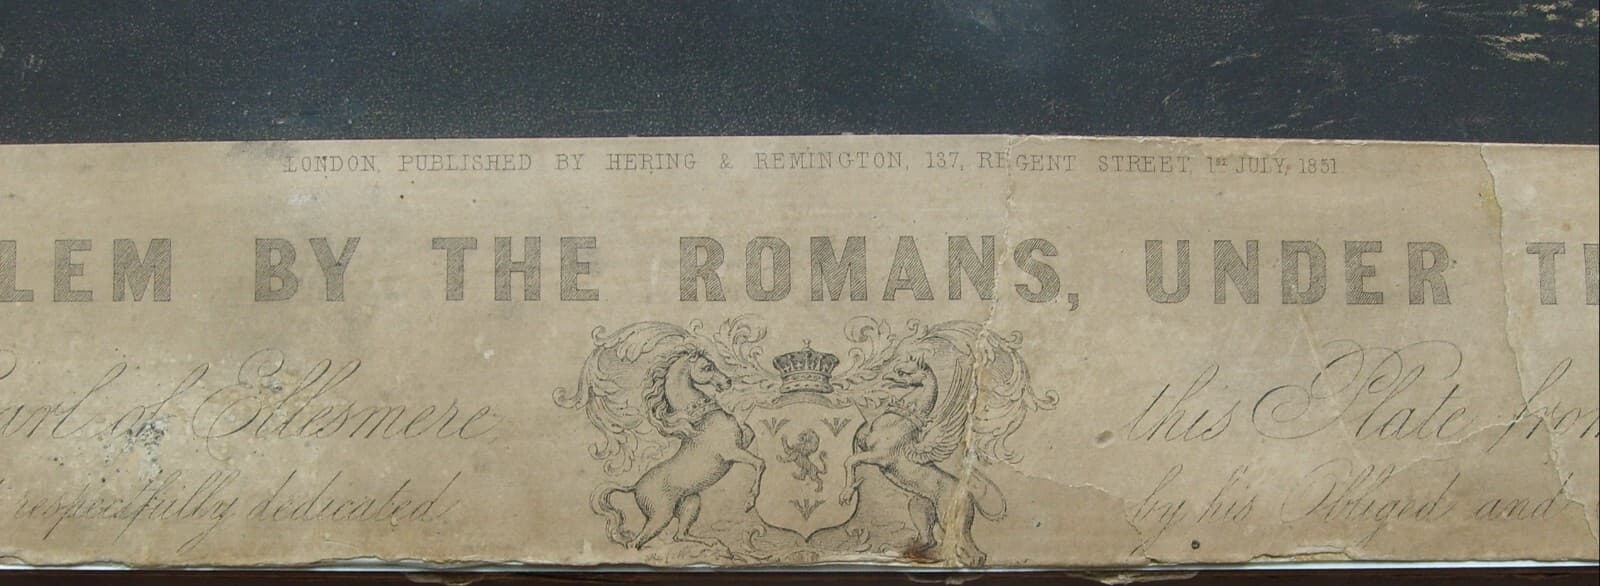 LONDON, PUBLISHED BY HERING & REMINGTON, 137, REGENT STREET, 1st JULY, 1851
LEM BY THE ROMANS, UNDER T
Earl of Ellesmere this Plate from
respectfully dedicated by his Obliged and